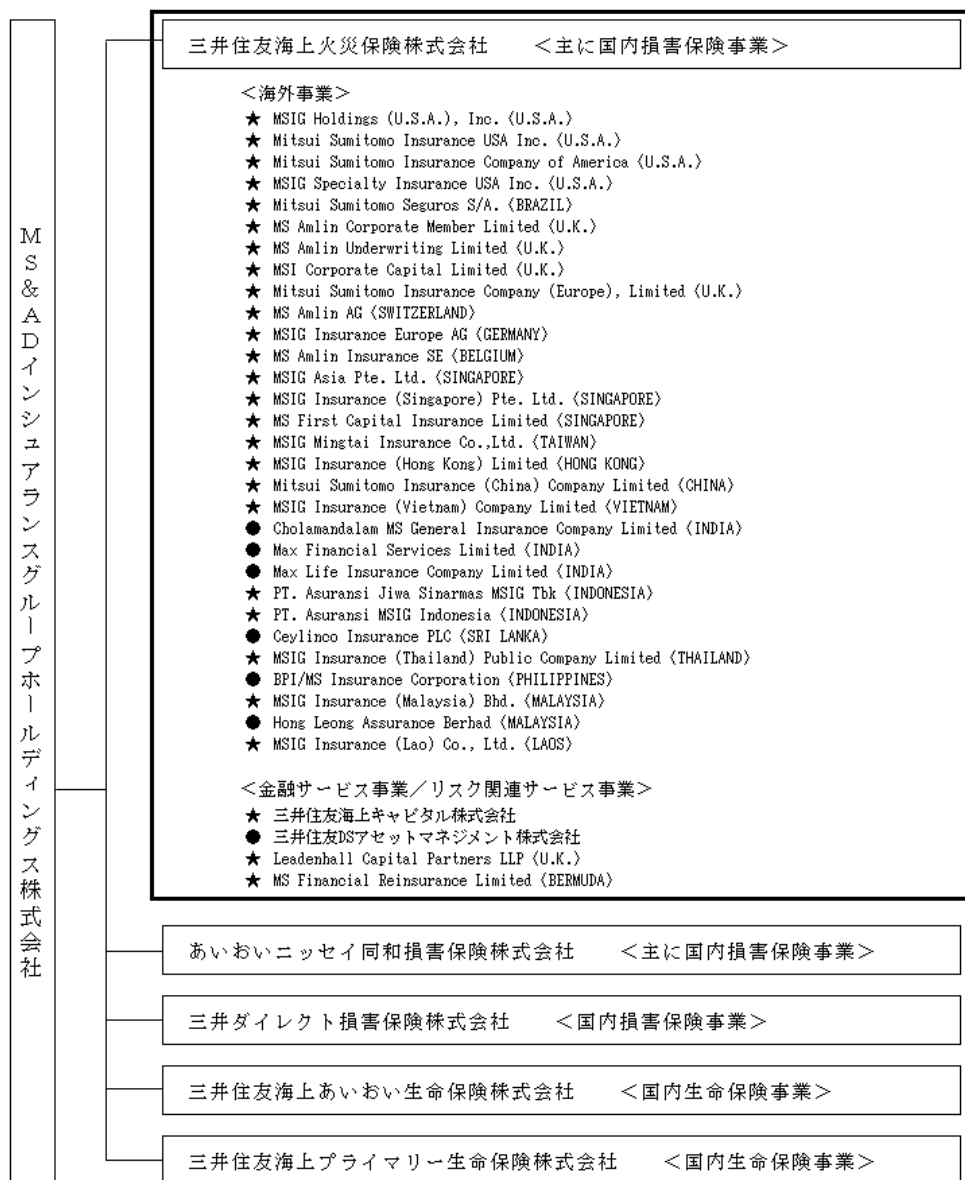 MS&ADインシュアランスグループホールディングス株式会社
三井住友海上火災保険株式会社　＜主に国内損害保険事業＞
＜海外事業＞
★ MSIG Holdings (U.S.A.), Inc. 〈U.S.A.〉
★ Mitsui Sumitomo Insurance USA Inc. 〈U.S.A.〉
★ Mitsui Sumitomo Insurance Company of America 〈U.S.A.〉
★ MSIG Specialty Insurance USA Inc. 〈U.S.A.〉
★ Mitsui Sumitomo Seguros S/A. 〈BRAZIL〉
★ MS Amlin Corporate Member Limited 〈U.K.〉
★ MS Amlin Underwriting Limited 〈U.K.〉
★ MSI Corporate Capital Limited 〈U.K.〉
★ Mitsui Sumitomo Insurance Company (Europe), Limited 〈U.K.〉
★ MS Amlin AG 〈SWITZERLAND〉
★ MSIG Insurance Europe AG 〈GERMANY〉
★ MS Amlin Insurance SE 〈BELGIUM〉
★ MSIG Asia Pte. Ltd. 〈SINGAPORE〉
★ MSIG Insurance (Singapore) Pte. Ltd. 〈SINGAPORE〉
★ MS First Capital Insurance Limited 〈SINGAPORE〉
★ MSIG Mingtai Insurance Co.,Ltd. 〈TAIWAN〉
★ MSIG Insurance (Hong Kong) Limited 〈HONG KONG〉
★ Mitsui Sumitomo Insurance (China) Company Limited 〈CHINA〉
★ MSIG Insurance (Vietnam) Company Limited 〈VIETNAM〉
● Cholamandalam MS General Insurance Company Limited 〈INDIA〉
● Max Financial Services Limited 〈INDIA〉
● Max Life Insurance Company Limited 〈INDIA〉
★ PT. Asuransi Jiwa Sinarmas MSIG Tbk 〈INDONESIA〉
★ PT. Asuransi MSIG Indonesia 〈INDONESIA〉
● Ceylinco Insurance PLC 〈SRI LANKA〉
★ MSIG Insurance (Thailand) Public Company Limited 〈THAILAND〉
● BPI/MS Insurance Corporation 〈PHILIPPINES〉
★ MSIG Insurance (Malaysia) Bhd. 〈MALAYSIA〉
● Hong Leong Assurance Berhad 〈MALAYSIA〉
★ MSIG Insurance (Lao) Co., Ltd. 〈LAOS〉
＜金融サービス事業／リスク関連サービス事業＞
★ 三井住友海上キャピタル株式会社
● 三井住友DSアセットマネジメント株式会社
★ Leadenhall Capital Partners LLP 〈U.K.〉
★ MS Financial Reinsurance Limited 〈BERMUDA〉
あいおいニッセイ同和損害保険株式会社　＜主に国内損害保険事業＞
三井ダイレクト損害保険株式会社　＜国内損害保険事業＞
三井住友海上あいおい生命保険株式会社　＜国内生命保険事業＞
三井住友海上プライマリー生命保険株式会社　＜国内生命保険事業＞